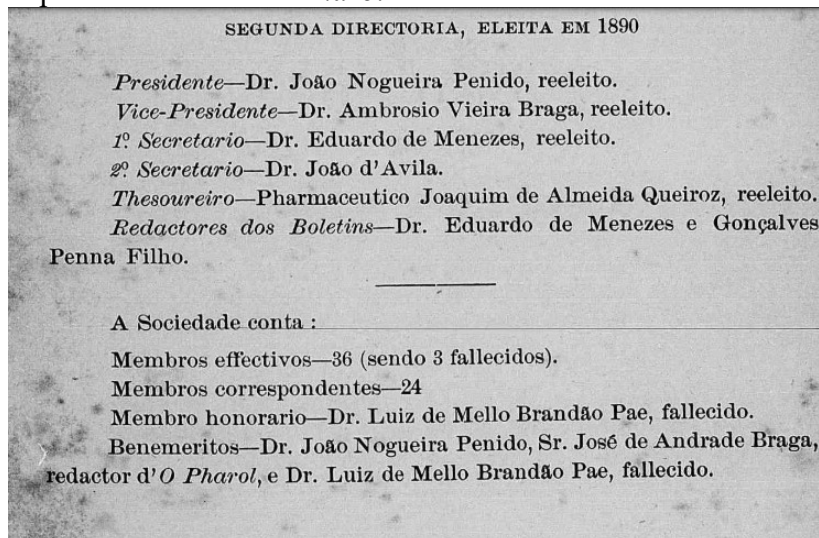 SEGUNDA DIRECTORIA, ELEITA EM 1890
Presidente—Dr. João Nogueira Penido, reeleito.
Vice-Presidente—Dr. Ambrosio Vieira Braga, reeleito.
1º Secretario—Dr. Eduardo de Menezes, reeleito.
2º Secretario—Dr. João d'Avila.
Thesoureiro—Pharmaceutico Joaquim de Almeida Queiroz, reeleito.
Redactores dos Boletins—Dr. Eduardo de Menezes e Gonçalves
Penna Filho.
A Sociedade conta :
Membros effectivos—36 (sendo 3 fallecidos).
Membros correspondentes—24
Membro honorario—Dr. Luiz de Mello Brandão Pae, fallecido.
Benemeritos—Dr. João Nogueira Penido, Sr. José de Andrade Braga,
redactor d'O Pharol, e Dr. Luiz de Mello Brandão Pae, fallecido.